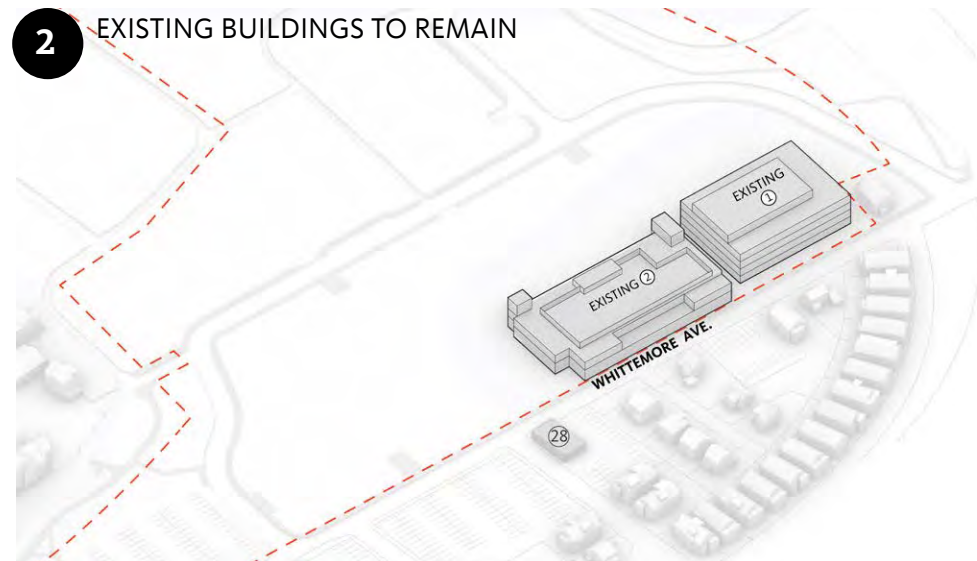 2
EXISTING BUILDINGS TO REMAIN
EXISTING
1
EXISTING 2
WHITTEMORE AVE.
28